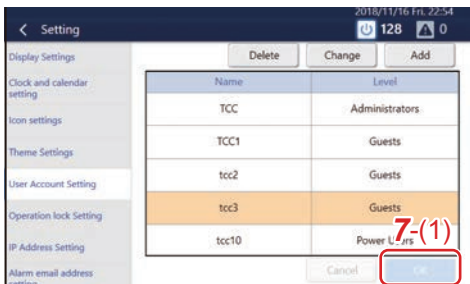 2018/11/16 Fri. 22:54
Setting
128
0
Display Settings
Delete
Change
Add
Clock and calendar
setting
Name
Level
Icon settings
TCC
Administrators
Theme Settings
TCC1
Guests
User Account Setting
tcc2
Guests
Operation lock Setting
tcc3
Guests
IP Address Setting
tcc10
Power Users
7-(1)
Alarm email address
setting
Cancel
OK